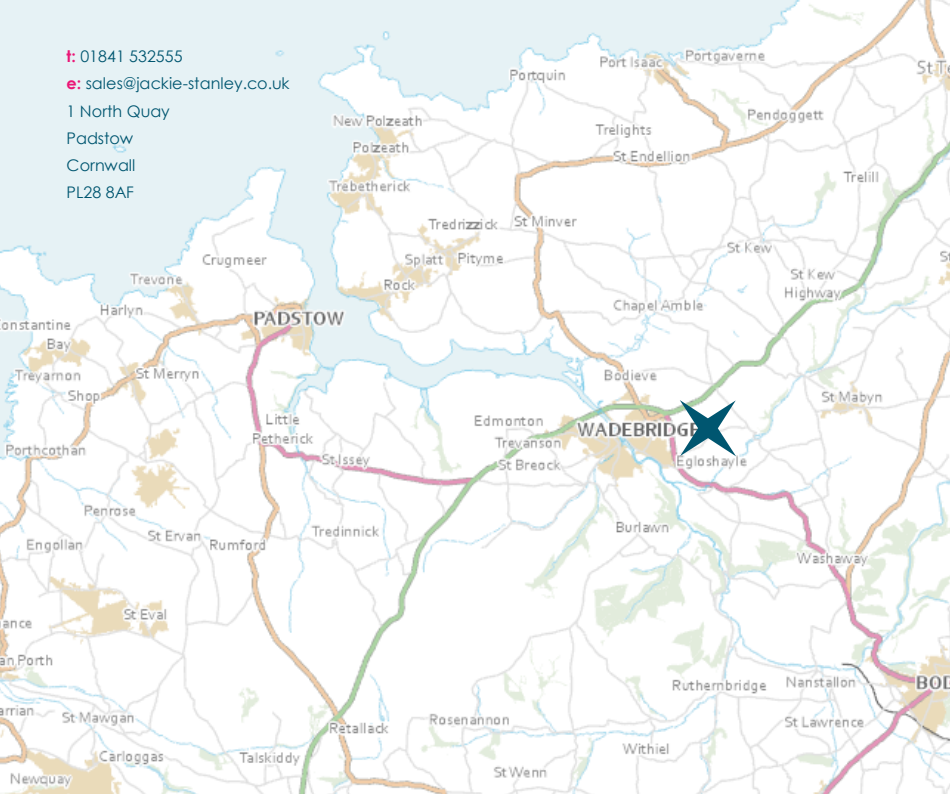 t: 01841 532555
e: sales@jackie-stanley.co.uk
1 North Quay
Padstow
Cornwall
PL28 8AF
Port Isaac
Portgaverne
St Te
Portquin
Pendoggett
New Polzeath
Trelights
Polzeath
St Endellion
Trelill
Trebetherick
Tredrizzick
St Minver
St Kew
Crugmeer
Splatt
Pityme
St
Trevone
Rock
St Kew
Highway
Harlyn
Chapel Amble
PADSTOW
onstantine
Bay
Treyarnon
St Merryn
Bodieve
Shop
St Mabyn
Little
Petherick
Edmonton
WADEBRIDGE
Trevanson
Porthcothan
St Issey
St Breock
Egloshayle
Penrose
St Ervan
Tredinnick
Burlawn
Engollan
Rumford
Washaway
St Eval
ance
an Porth
Ruthernbridge
Nanstallon
BOD
arrian
St Mawgan
Rosenannon
St Lawrence
Retallack
Carloggas
Talskiddy
Withiel
Newquay
St Wenn